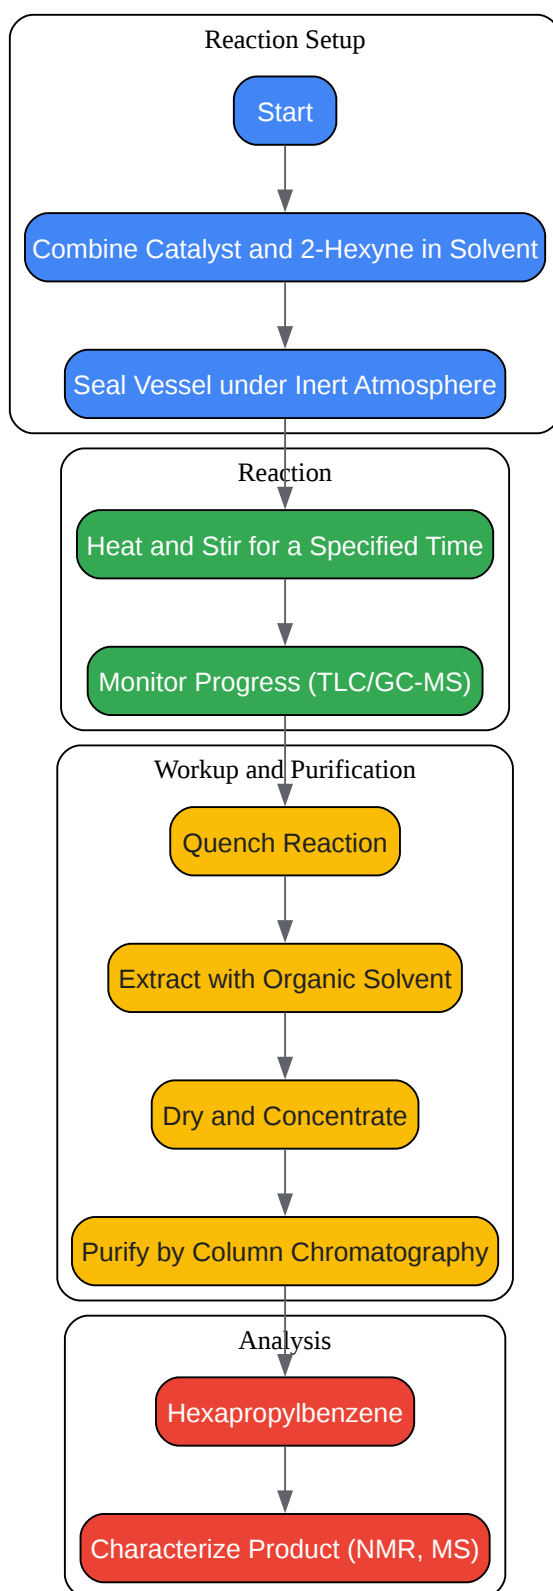 Reaction Setup
Start
Combine Catalyst and 2-Hexyne in Solvent
Seal Vessel under Inert Atmosphere
Reaction
Heat and Stir for a Specified Time
Monitor Progress (TLC/GC-MS)
Workup and Purification
Quench Reaction
Extract with Organic Solvent
Dry and Concentrate
Purify by Column Chromatography
Analysis
Hexapropylbenzene
Characterize Product (NMR, MS)